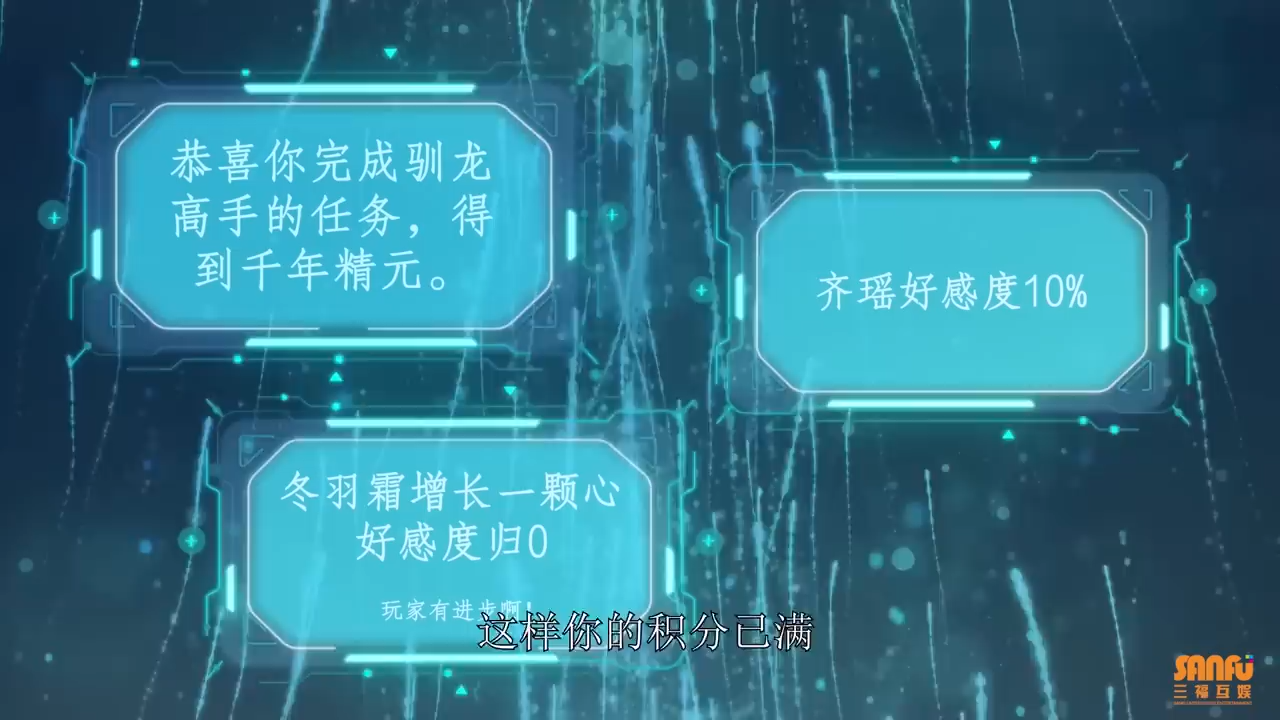 恭喜你完成驯龙
高手的任务，得
到千年精元。
齐瑶好感度10%
冬羽霜增长一颗心
好感度归0
玩家有进步啊!
这样你的积分已满
SANFU
三福互娱